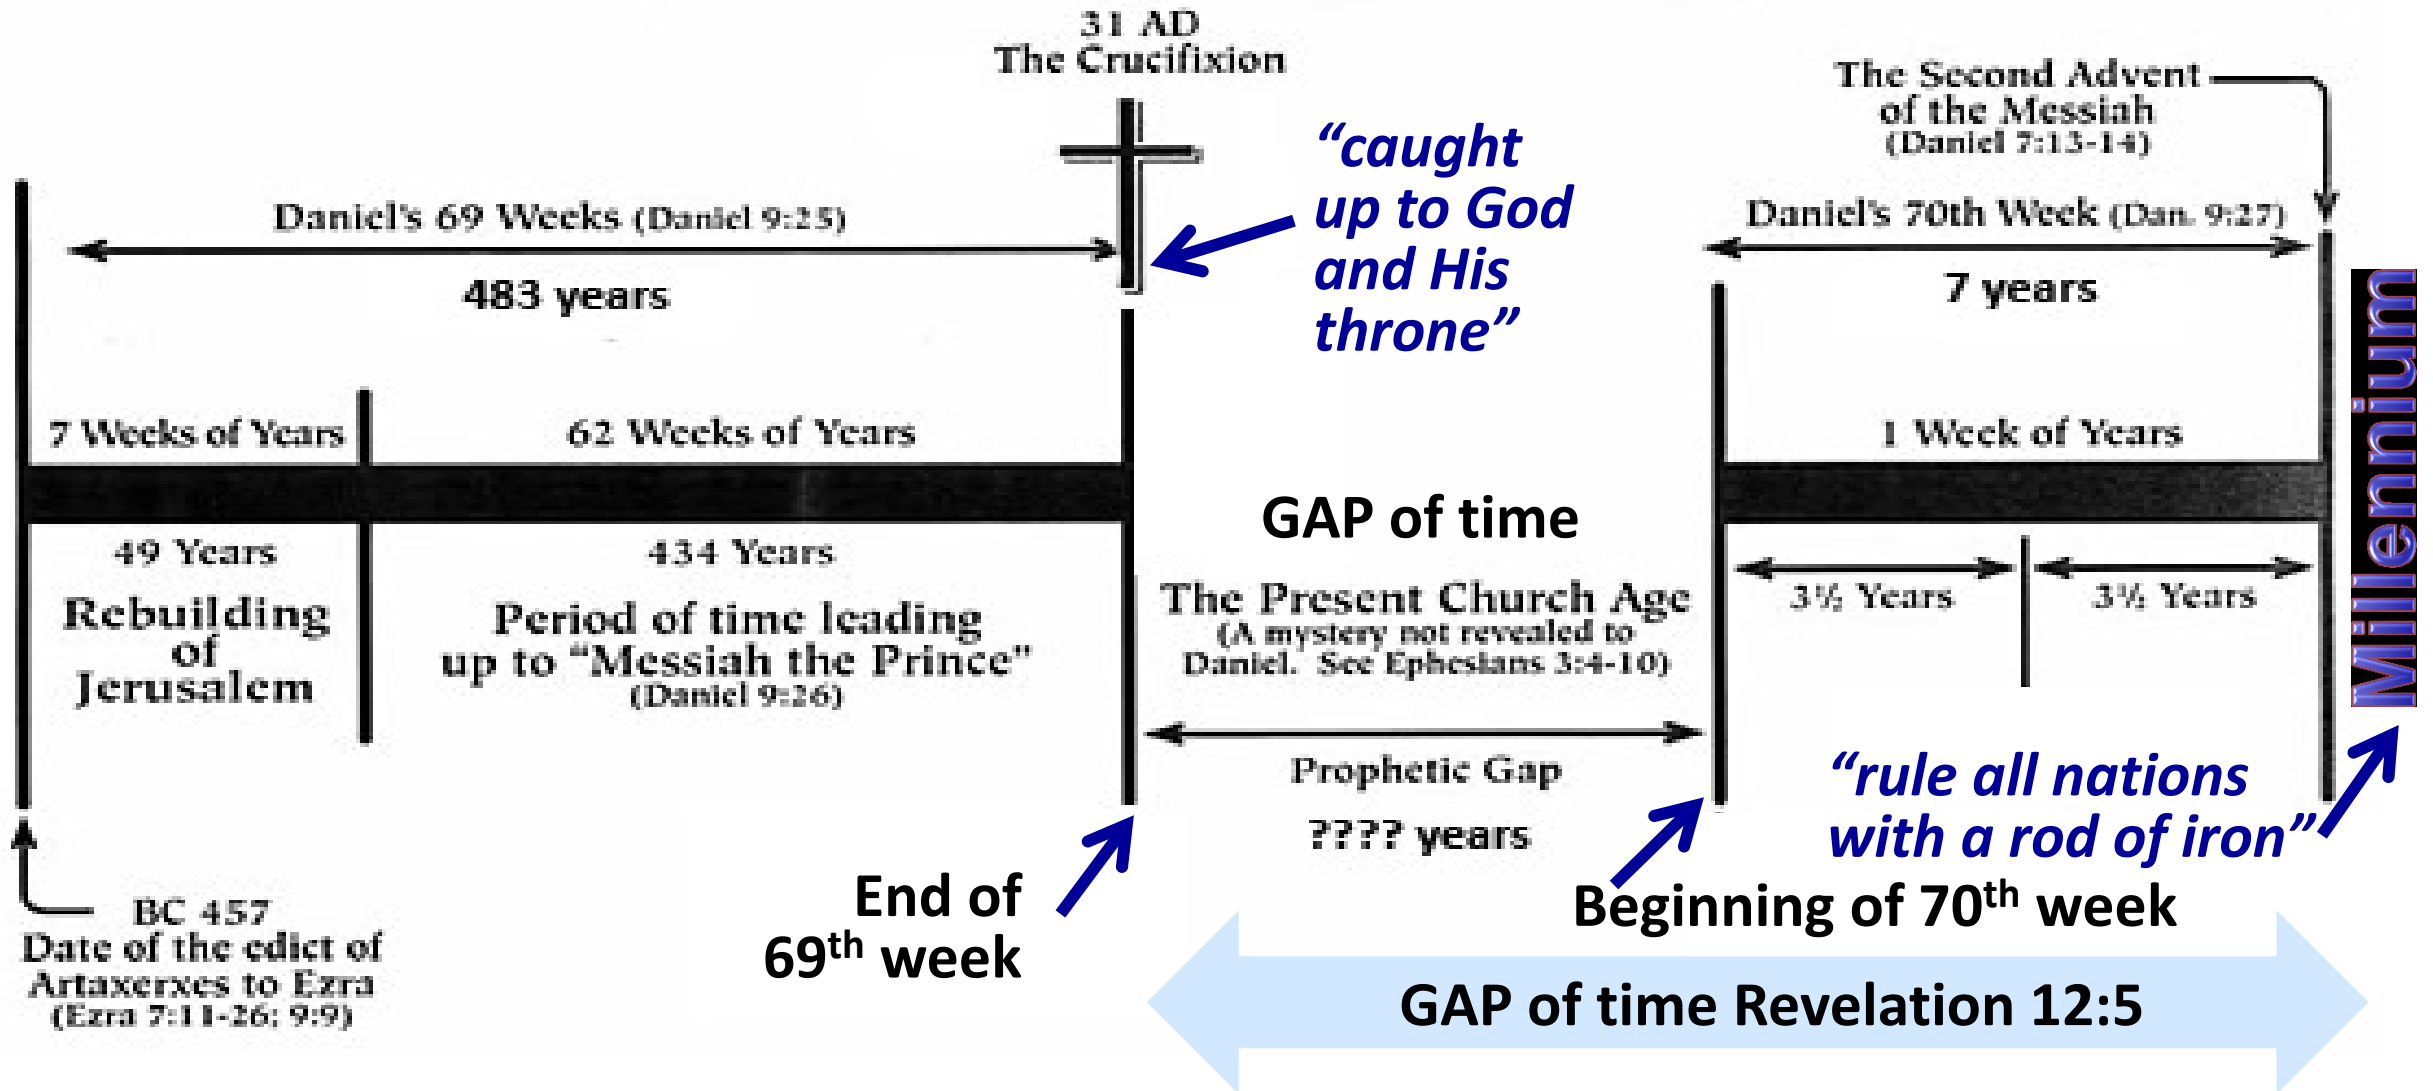 31 AD
The Crucifixion
The Second Advent
of the Messiah
(Daniel 7:13-14)
“caught
up to God
and His
throne”
Daniel's 69 Weeks (Daniel 9:25)
483 years
Daniel's 70th Week (Dan. 9:27)
7 years
7 Weeks of Years
62 Weeks of Years
1 Week of Years
Millennium
49 Years
Rebuilding
of
Jerusalem
434 Years
Period of time leading
up to “Messiah the Prince"
(Daniel 9:26)
GAP of time
The Present Church Age
(A mystery not revealed to
Daniel. See Ephesians 3:4-10)
Prophetic Gap
???? years
3½ Years
3½ Years
“rule all nations
with a rod of iron”
End of
69th week
Beginning of 70th week
BC 457
Date of the edict of
Artaxerxes to Ezra
(Ezra 7:11-26; 9:9)
GAP of time Revelation 12:5